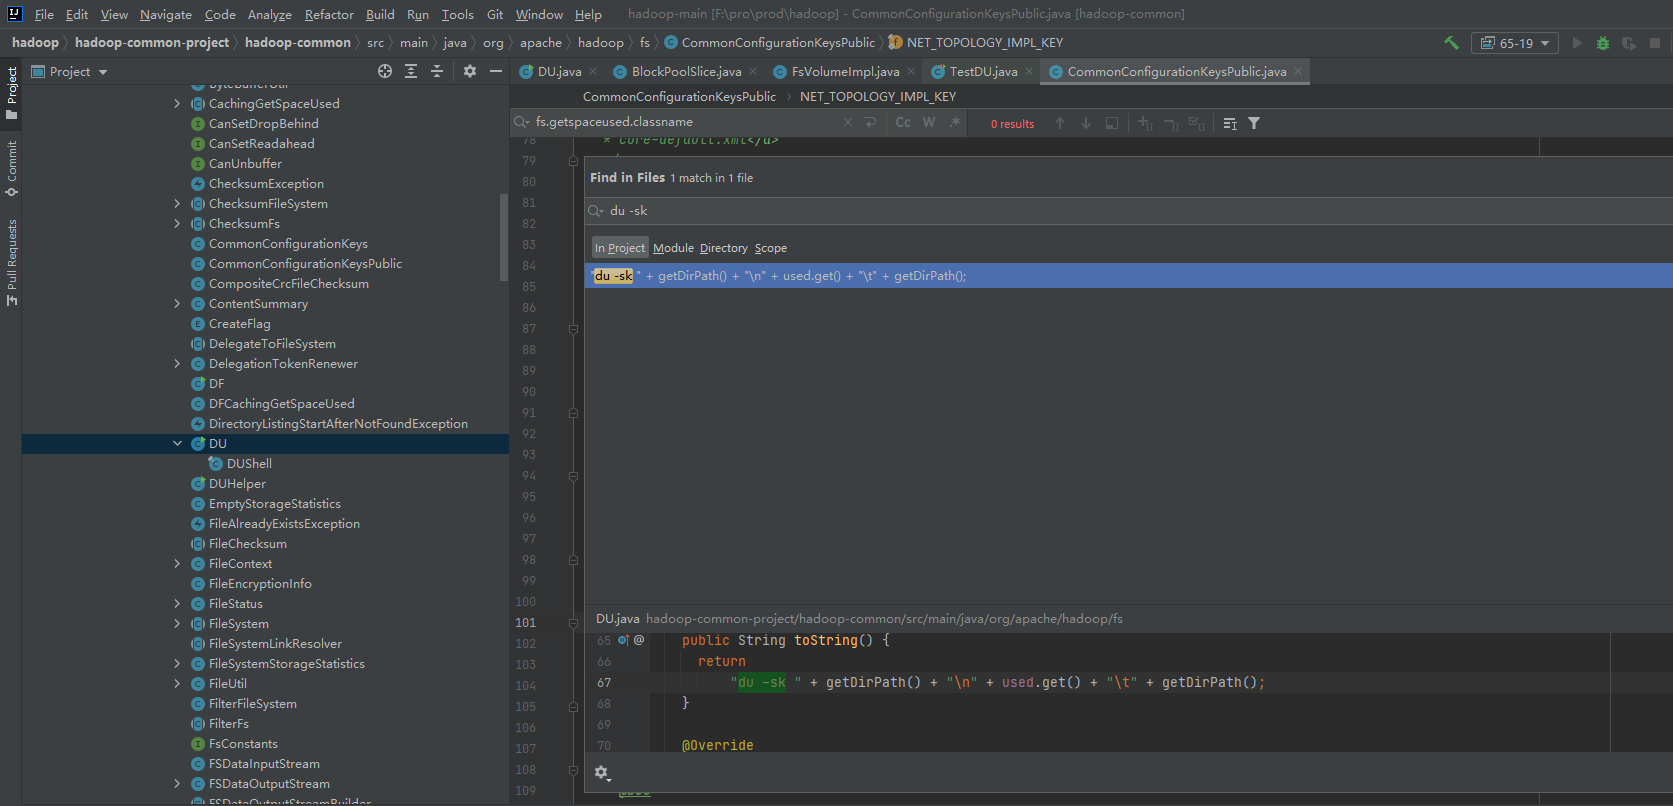 File Edit View Navigate Code Analyze Refactor Build Run Tools Git Window Help hadoop-main [F:\pro\prod\hadoop] - CommonConfigurationKeysPublic.java [hadoop-common]
hadoop hadoop-common-project hadoop-common src main java org apache hadoop fs CommonConfigurationKeysPublic NET_TOPOLOGY_IMPL_KEY 65-19
Project
Commit
Pull Requests
Project
ByteBufferUtil
CachingGetSpaceUsed
CanSetDropBehind
CanSetReadahead
CanUnbuffer
ChecksumException
ChecksumFileSystem
ChecksumFs
CommonConfigurationKeys
CommonConfigurationKeysPublic
CompositeCrcFileChecksum
ContentSummary
CreateFlag
DelegateToFileSystem
DelegationTokenRenewer
DF
DFCachingGetSpaceUsed
DirectoryListingStartAfterNotFoundException
DU
DUShell
DUHelper
EmptyStorageStatistics
FileAlreadyExistsException
FileChecksum
FileContext
FileEncryptionInfo
FileStatus
FileSystem
FileSystemLinkResolver
FileSystemStorageStatistics
FileUtil
FilterFileSystem
FilterFs
FsConstants
FSDataInputStream
FSDataOutputStream
FSDataOutputStreamBuilder
DU.java BlockPoolSlice.java FsVolumeImpl.java TestDU.java CommonConfigurationKeysPublic.java
CommonConfigurationKeysPublic NET_TOPOLOGY_IMPL_KEY
fs.getspaceused.classname Cc W .* 0 results
78 * core-default.xml</a>
79
80
81
82
83
84
85
86
87
88
89
90
91
92
93
94
95
96
97
98
99
100
101
102
103
104
105
106
107
108
109
Find in Files 1 match in 1 file
du -sk
In Project Module Directory Scope
"du -sk " + getDirPath() + "\n" + used.get() + "\t" + getDirPath();
DU.java hadoop-common-project/hadoop-common/src/main/java/org/apache/hadoop/fs
65 @ public String toString() {
66 return
67 "du -sk " + getDirPath() + "\n" + used.get() + "\t" + getDirPath();
68 }
69
70 @Override